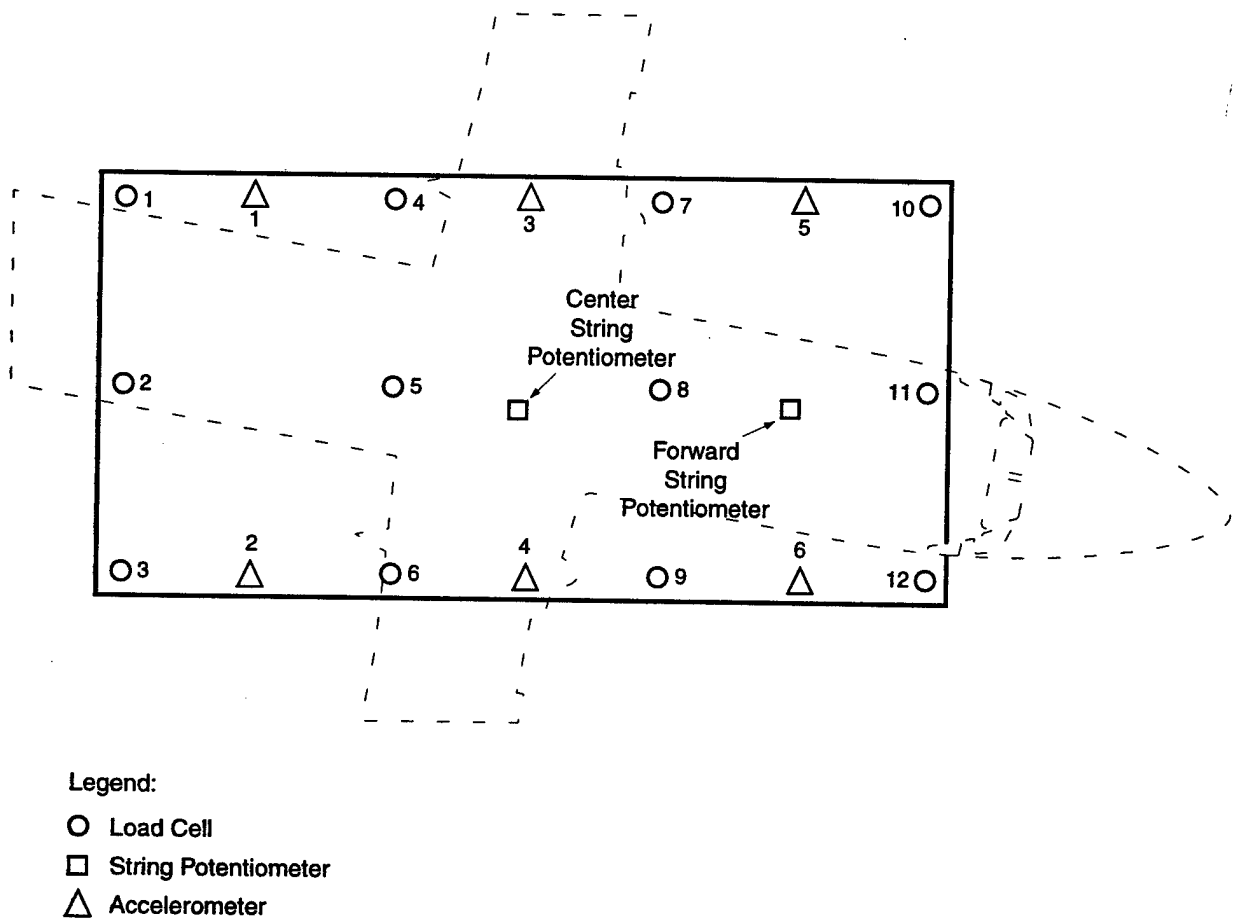 1
4
7
10
1
3
5
Center
String
Potentiometer
2
5
8
11
Forward
String
Potentiometer
2
4
6
3
6
9
12
Legend:
Load Cell
String Potentiometer
Accelerometer